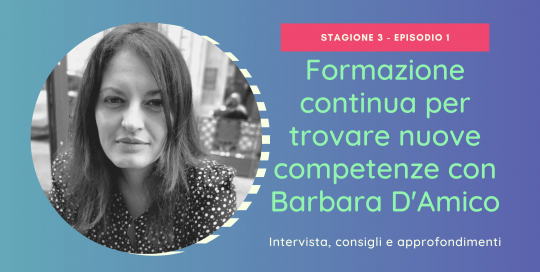 STAGIONE 3 - EPISODIO 1
Formazione
continua per
trovare nuove
competenze con
Barbara D'Amico
Intervista, consigli e approfondimenti